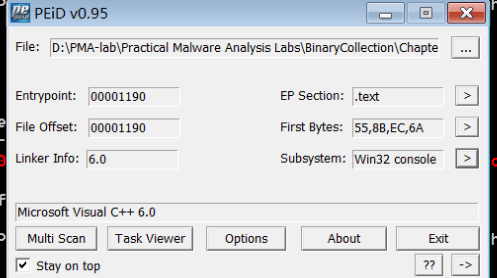 PEiD v0.95
File: D:\PMA-lab\Practical Malware Analysis Labs\BinaryCollection\Chapte ...
Entrypoint: 00001190 EP Section: .text >
File Offset: 00001190 First Bytes: 55,8B,EC,6A >
Linker Info: 6.0 Subsystem: Win32 console >
Microsoft Visual C++ 6.0
Multi Scan Task Viewer Options About Exit
Stay on top ?? ->